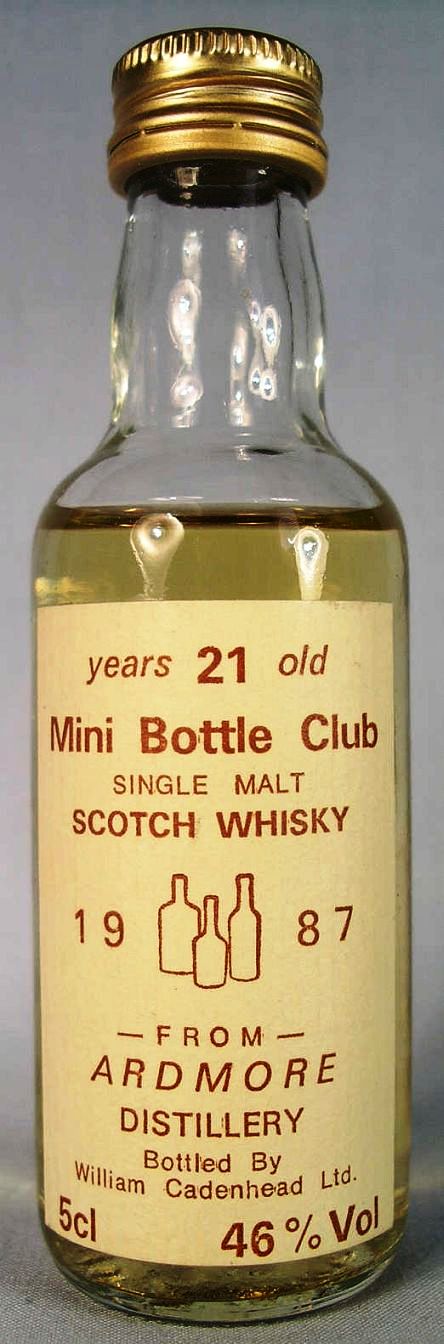 years 21 old
Mini Bottle Club
SINGLE MALT
SCOTCH WHISKY
19 87
— FROM —
ARDMORE
DISTILLERY
Bottled By
William Cadenhead Ltd.
5cl 46% Vol